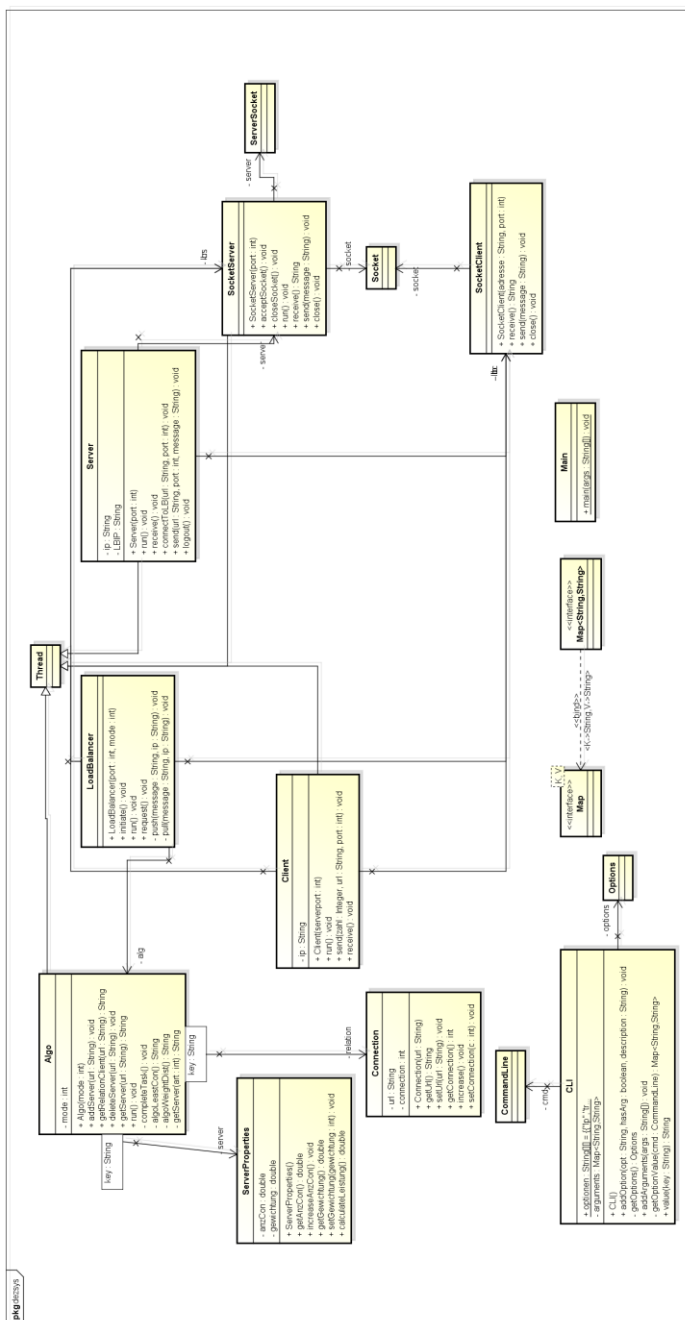 pkg dezsys
Algo
- mode : int
+ Algo(mode : int)
+ addServer(url : String) : void
+ getRelationClient(url : String) : String
+ deleteServer(url : String) : void
+ getServer(url : String) : String
+ run() : void
- completeTask() : void
- algoLeastCon() : String
- algoWeightDist() : String
- getServer(art : int) : String
key : String
key : String
- server
- relation
- alg
ServerProperties
- anzCon : double
- gewichtung : double
+ ServerProperties()
+ getAnzCon() : double
+ increaseAnzCon() : void
+ getGewichtung() : double
+ setGewichtung(gewichtung : int) : void
+ calculateLeistung() : double
Connection
- url : String
- connection : int
+ Connection(url : String)
+ getUrl() : String
+ setUrl(url : String) : void
+ getConnection() : int
+ increase() : void
+ setConnection(c : int) : void
CommandLine
- cmd
CLI
- arguments : Map<String,String>
+ CLI()
+ addOption(opt : String, hasArg : boolean, description : String) : void
- getOptions() : Options
+ addArguments(args : String[]) : void
- getOptionValue(cmd : CommandLine) : Map<String,String>
+ value(key : String) : String
- options
Options
Thread
LoadBalancer
+ LoadBalancer(port : int, mode : int)
+ initiate() : void
+ run() : void
+ request() : void
- push(message : String, ip : String) : void
- pull(message : String, ip : String) : void
Client
- ip : String
+ Client(serverport : int)
+ run() : void
+ send(zahl : Integer, url : String, port : int) : void
+ receive() : void
<<interface>>
Map
K, V
<<bind>>
<K->String,V->String>
<<interface>>
Map<String,String>
Server
- ip : String
- LBIP : String
+ Server(port : int)
+ run() : void
+ receive() : void
+ connectToLB(url : String, port : int) : void
+ send(url : String, port : int, message : String) : void
+ logout() : void
Main
+ main(args : String[]) : void
SocketServer
+ SocketServer(port : int)
+ acceptSocket() : void
+ closeSocket() : void
+ run() : void
+ receive() : String
+ send(message : String) : void
+ close() : void
- server
- server
ServerSocket
- socket
Socket
- socket
SocketClient
+ SocketClient(adresse : String, port : int)
+ receive() : String
+ send(message : String) : void
+ close() : void